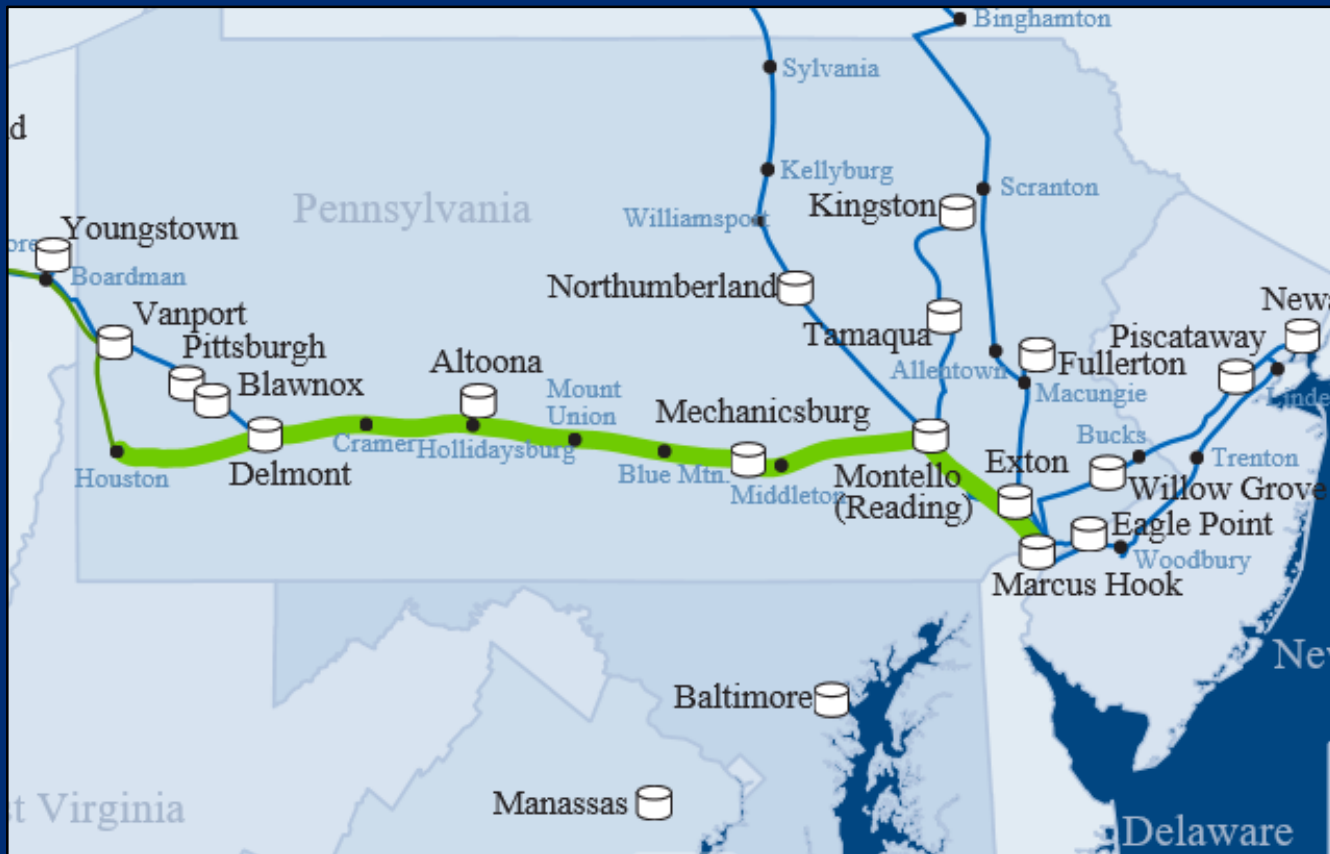 Binghamton
Sylvania
d
Kellyburg
Scranton
Kingston
Pennsylvania
Williamsport
Youngstown
Boardman
Northumberland
Vanport
Tamaqua
Piscataway
Pittsburgh
Allentown
Fullerton
Altoona
Blawnox
Macungie
Mount
Union
Mechanicsburg
Cramer
Hollidaysburg
Bucks
Houston
Delmont
Blue Mtn.
Middleton
Montello
(Reading)
Exton
Willow Grove
Trenton
Eagle Point
Woodbury
Marcus Hook
Baltimore
Manassas
Virginia
Delaware